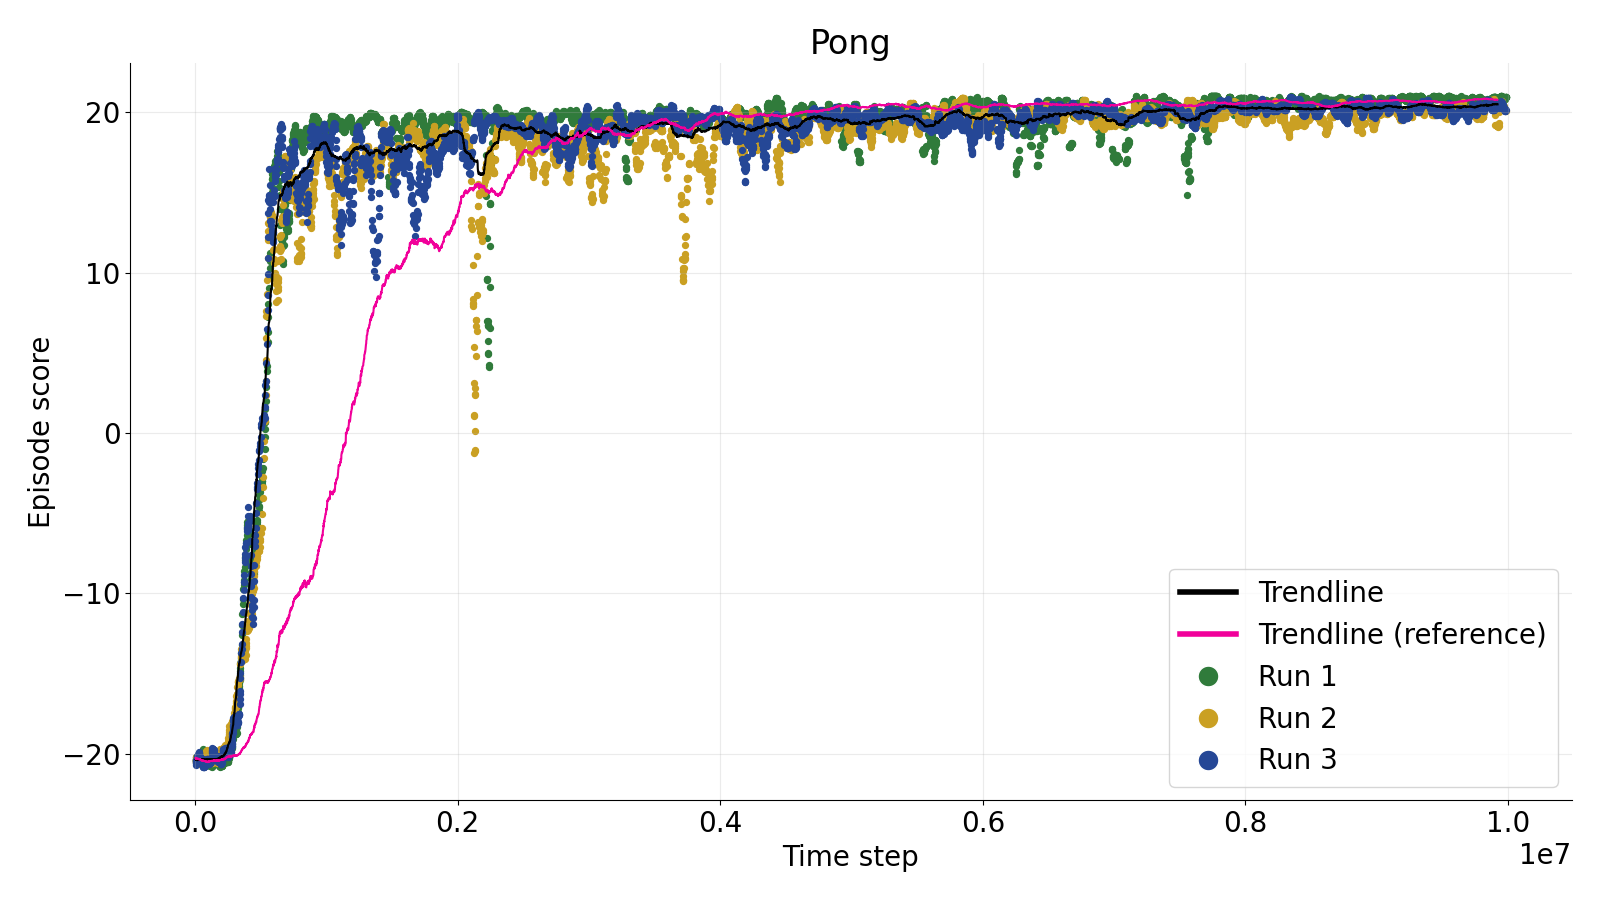 Pong
20
10
0
−10
−20
Episode score
0.0
0.2
0.4
0.6
0.8
1.0
1e7
Time step
Trendline
Trendline (reference)
Run 1
Run 2
Run 3